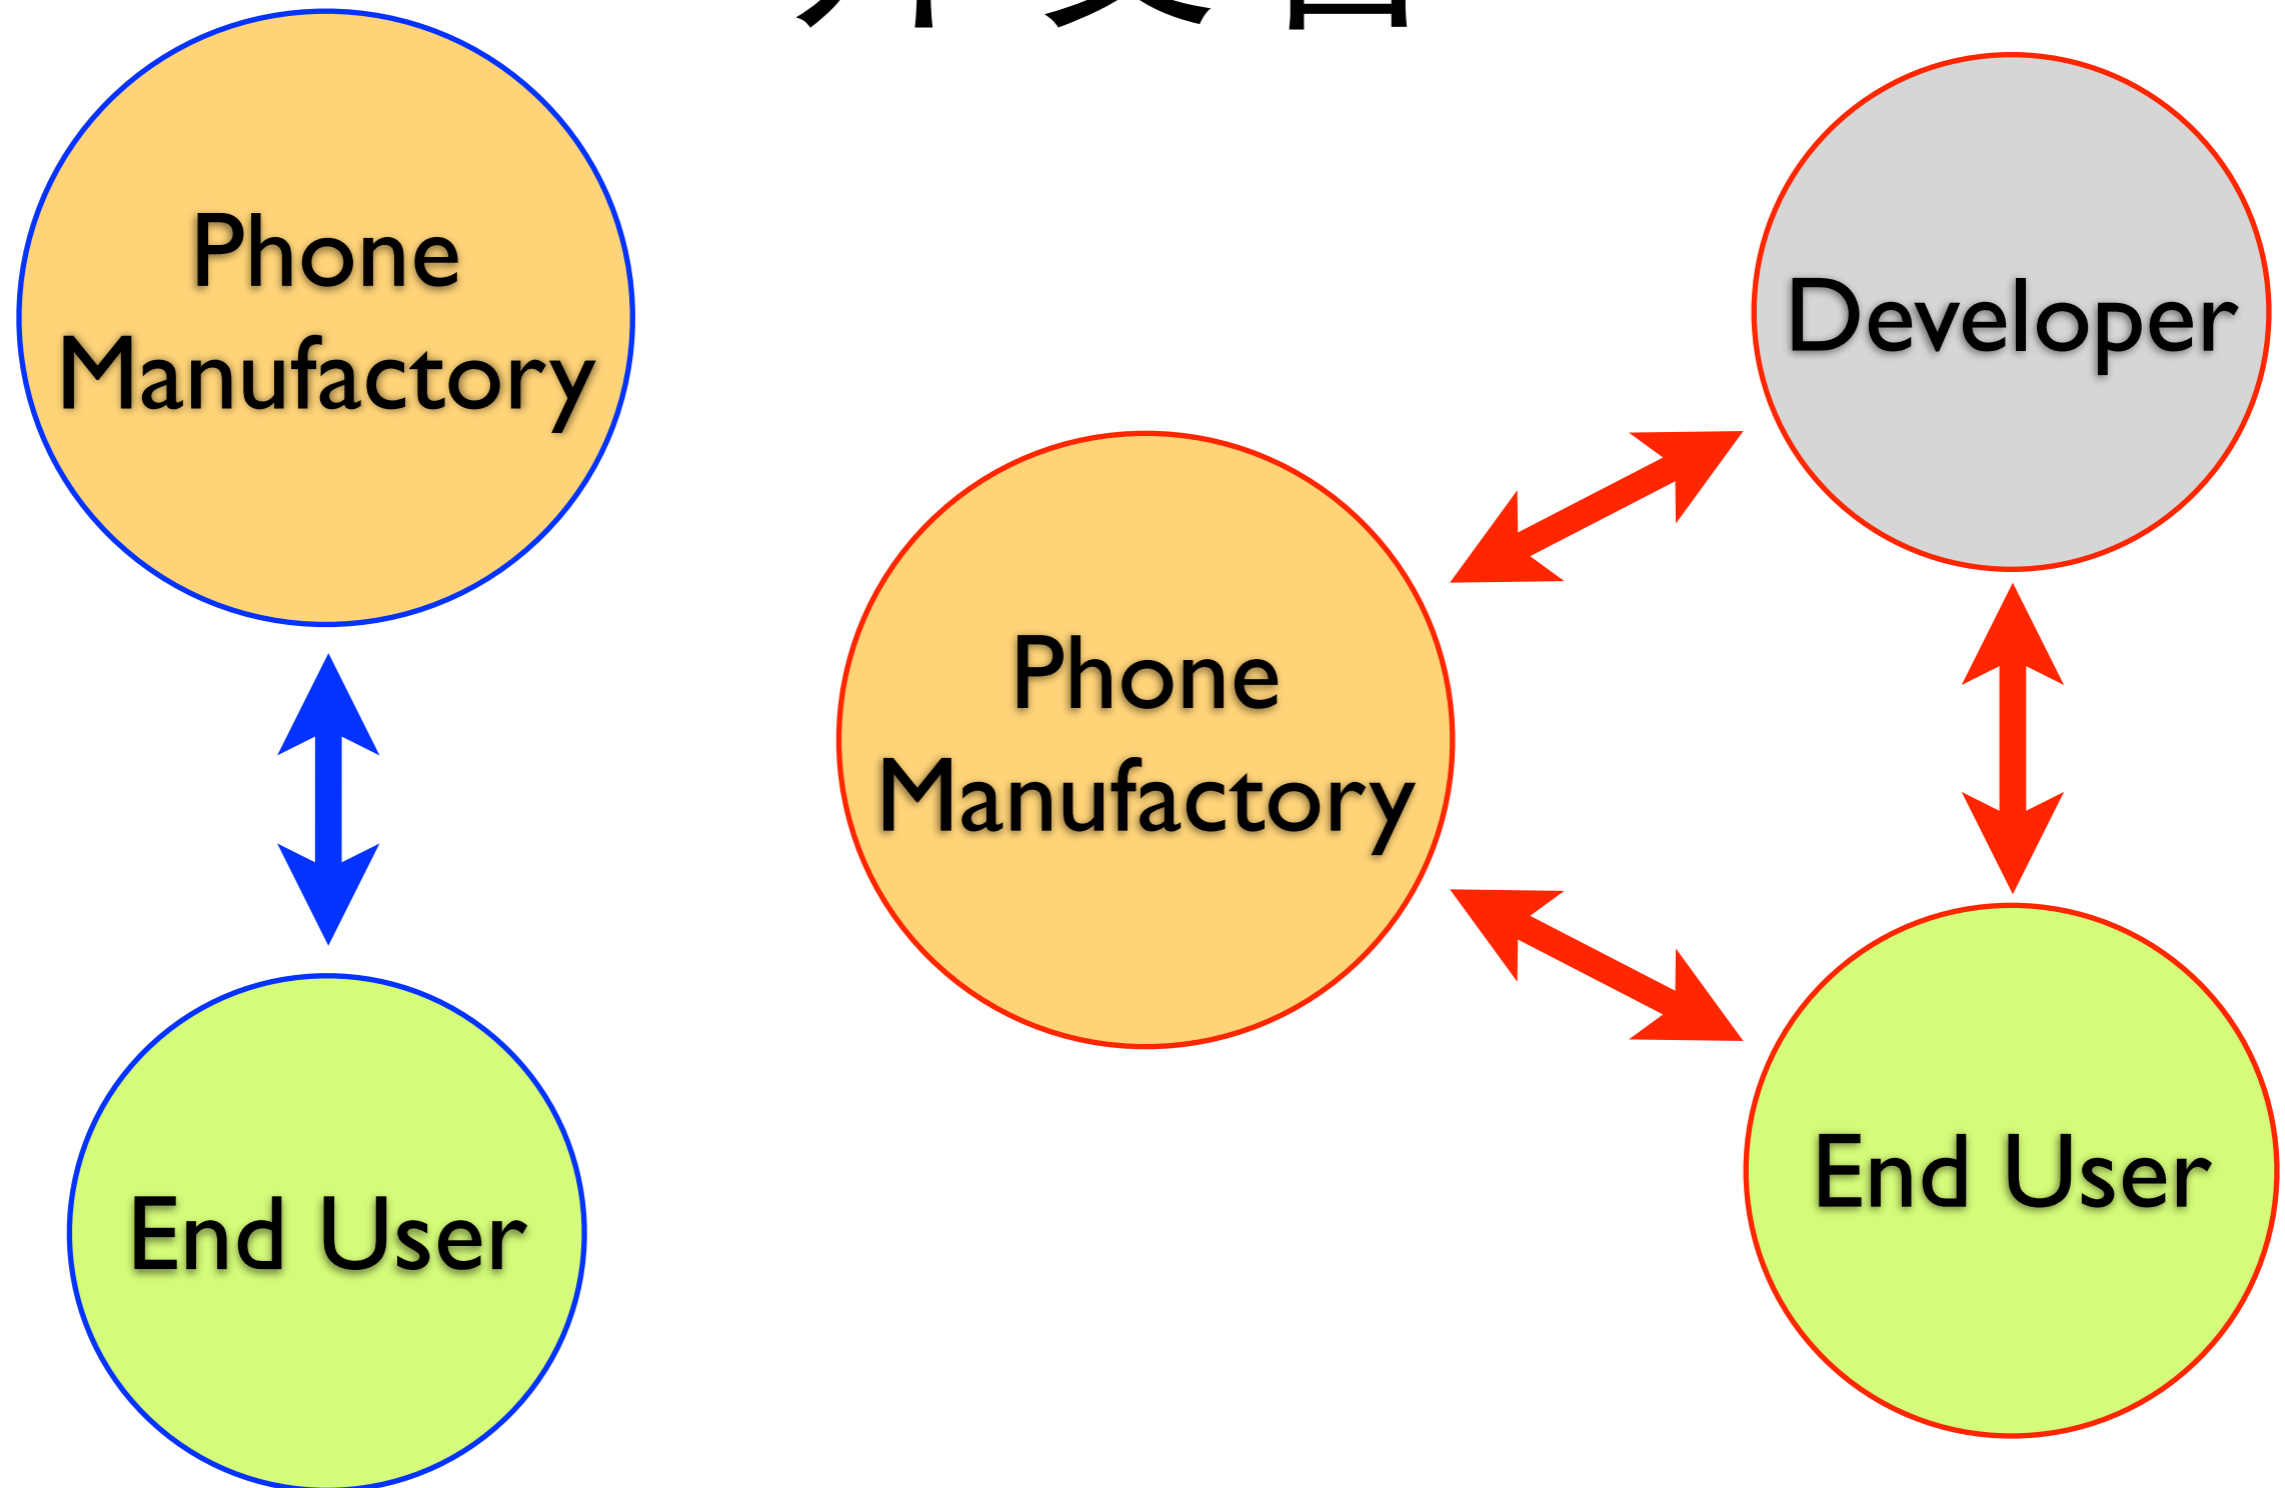 Phone
Manufactory
End User
Phone
Manufactory
Developer
End User